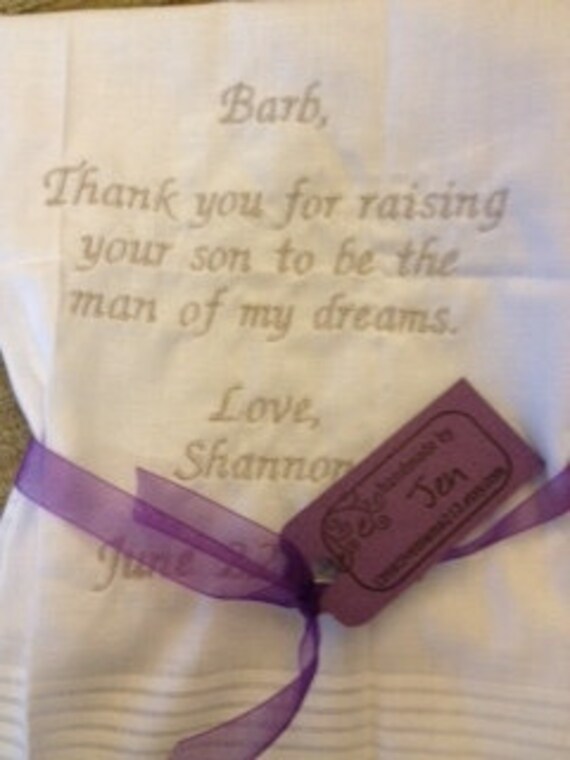 Barb,
Thank you for raising
your son to be the
man of my dreams.
Love,
Shannon
June
handmade by
Jen